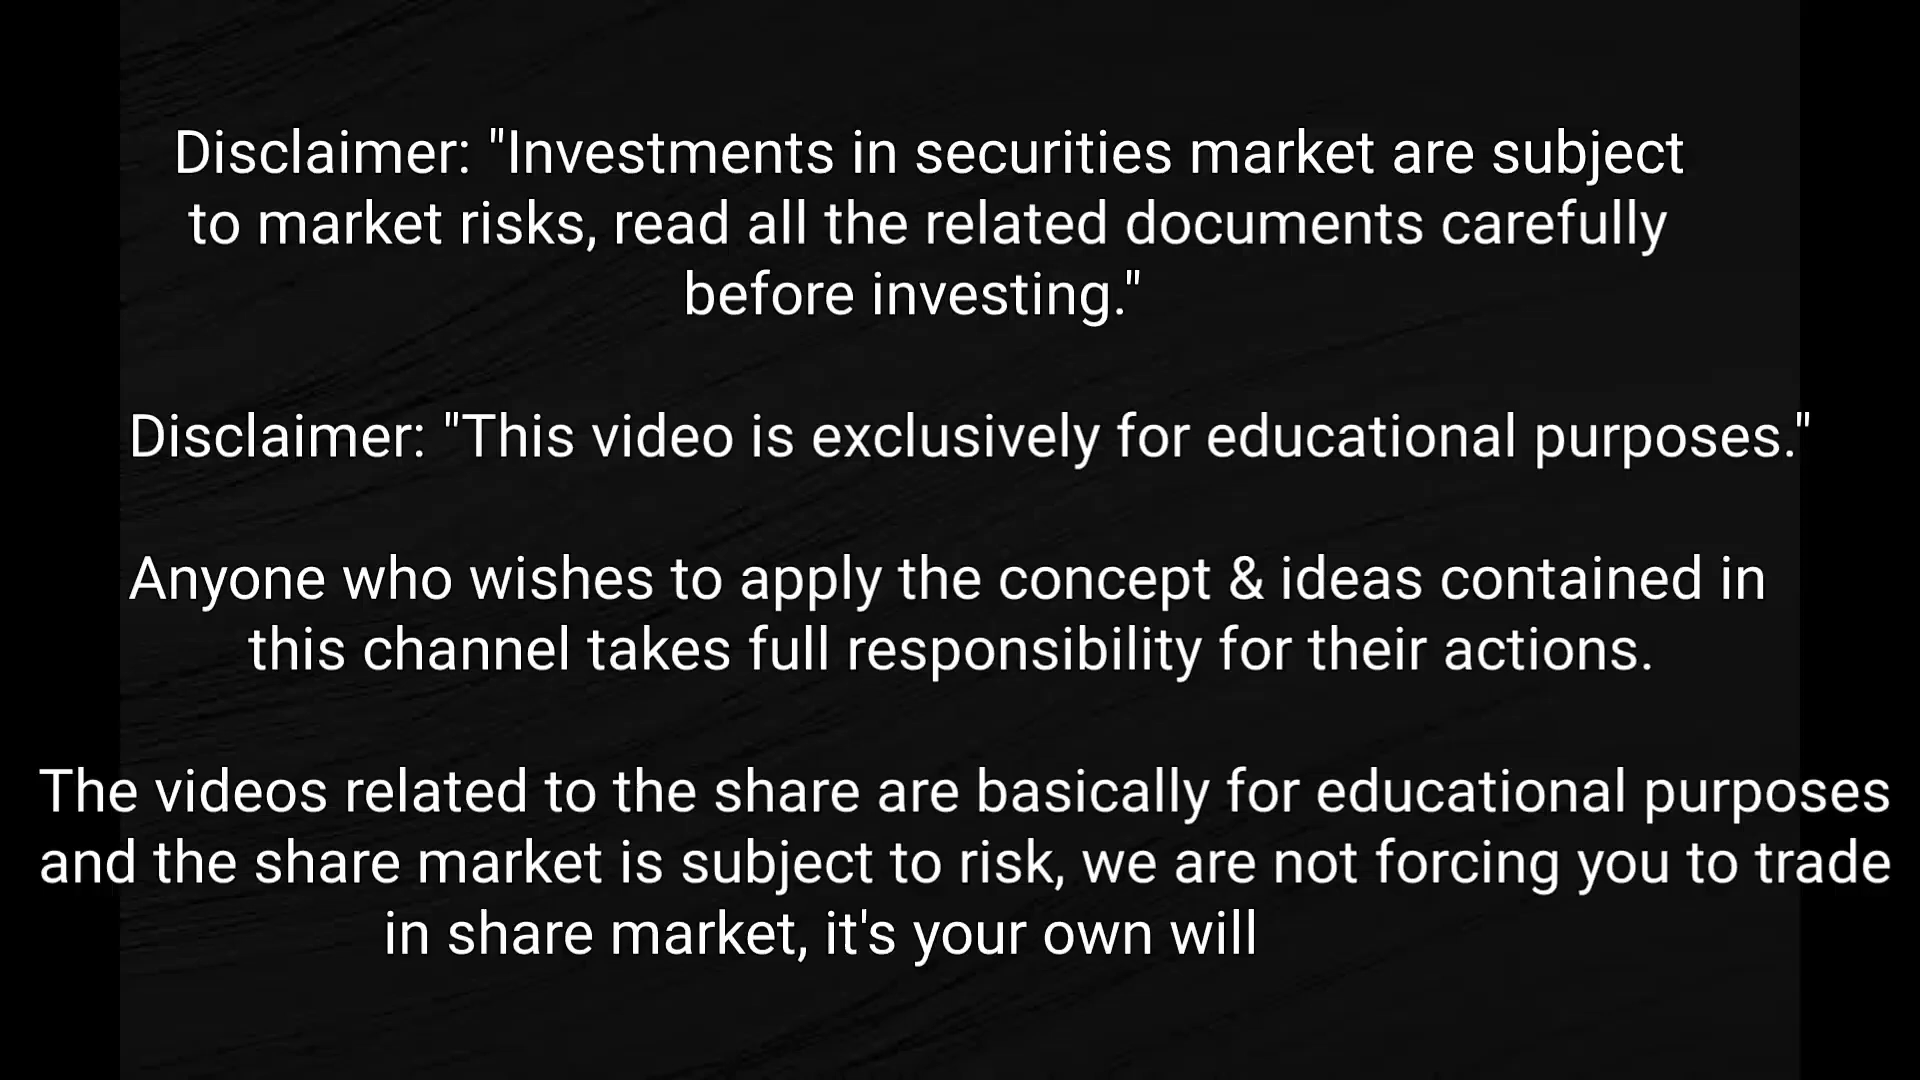 Disclaimer: "Investments in securities market are subject
to market risks, read all the related documents carefully
before investing."
Disclaimer: "This video is exclusively for educational purposes."
Anyone who wishes to apply the concept & ideas contained in
this channel takes full responsibility for their actions.
The videos related to the share are basically for educational purposes
and the share market is subject to risk, we are not forcing you to trade
in share market, it's your own will